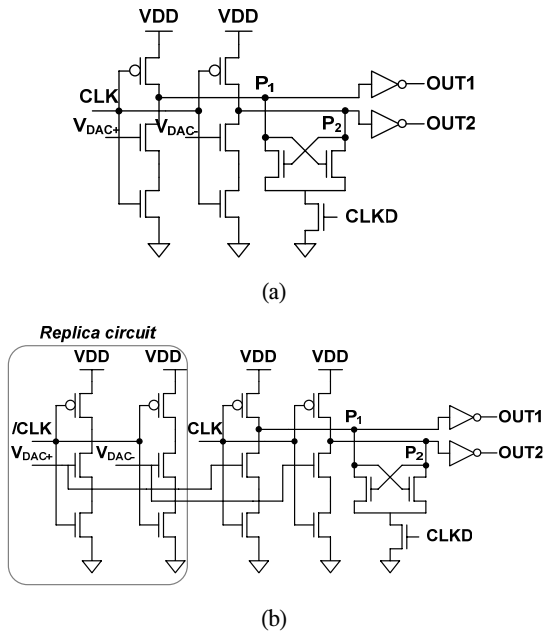 VDD VDD
P1
CLK OUT1
VDAC+ VDAC- P2 OUT2
CLKD
(a)
Replica circuit
VDD VDD VDD VDD
P1
/CLK CLK OUT1
VDAC+ VDAC- P2 OUT2
CLKD
(b)